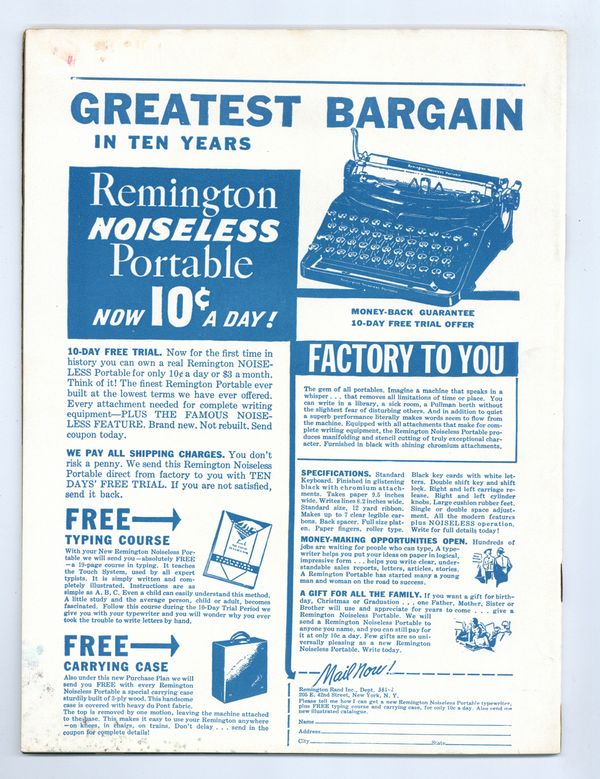 GREATEST BARGAIN
IN TEN YEARS
Remington
NOISELESS
Portable
NOW 10¢ A DAY!
Remington Noiseless Portable
MONEY-BACK GUARANTEE
10-DAY FREE TRIAL OFFER
10-DAY FREE TRIAL. Now for the first time in
history you can own a real Remington NOISE-
LESS Portable for only 10¢ a day or $3 a month.
Think of it! The finest Remington Portable ever
built at the lowest terms we have ever offered.
Every attachment needed for complete writing
equipment—PLUS THE FAMOUS NOISE-
LESS FEATURE. Brand new. Not rebuilt. Send
coupon today.
WE PAY ALL SHIPPING CHARGES. You don't
risk a penny. We send this Remington Noiseless
Portable direct from factory to you with TEN
DAYS' FREE TRIAL. If you are not satisfied,
send it back.
FREE
TYPING COURSE
With your New Remington Noiseless Por-
table we will send you—absolutely FREE
—a 19-page course in typing. It teaches
the Touch System, used by all expert
typists. It is simply written and com-
pletely illustrated. Instructions are as
simple as A, B, C. Even a child can easily understand this method.
A little study and the average person, child or adult, becomes
fascinated. Follow this course during the 10-Day Trial Period we
give you with your typewriter and you will wonder why you ever
took the trouble to write letters by hand.
FREE
CARRYING CASE
Also under this new Purchase Plan we will
send you FREE with every Remington
Noiseless Portable a special carrying case
sturdily built of 3-ply wood. This handsome
case is covered with heavy du Pont fabric.
The top is removed by one motion, leaving the machine attached
to the base. This makes it easy to use your Remington anywhere
—on knees, in chairs, on trains. Don't delay . . . send in the
coupon for complete details!
FACTORY TO YOU
The gem of all portables. Imagine a machine that speaks in a
whisper . . . that removes all limitations of time or place. You
can write in a library, a sick room, a Pullman berth without
the slightest fear of disturbing others. And in addition to quiet
a superb performance literally makes words seem to flow from
the machine. Equipped with all attachments that make for com-
plete writing equipment, the Remington Noiseless Portable pro-
duces manifolding and stencil cutting of truly exceptional char-
acter. Furnished in black with shining chromium attachments.
SPECIFICATIONS. Standard
Keyboard. Finished in glistening
black with chromium attach-
ments. Takes paper 9.5 inches
wide. Writes lines 8.2 inches wide.
Standard size, 12 yard ribbon.
Makes up to 7 clear legible car-
bons. Back spacer. Full size plat-
en. Paper fingers, roller type.
Black key cards with white let-
ters. Double shift key and shift
lock. Right and left carriage re-
lease. Right and left cylinder
knobs. Large cushion rubber feet.
Single or double space adjust-
ment. All the modern features
plus NOISELESS operation.
Write for full details today!
MONEY-MAKING OPPORTUNITIES OPEN. Hundreds of
jobs are waiting for people who can type. A type-
writer helps you put your ideas on paper in logical,
impressive form . . . helps you write clear, under-
standable sales reports, letters, articles, stories.
A Remington Portable has started many a young
man and woman on the road to success.
A GIFT FOR ALL THE FAMILY. If you want a gift for birth-
day, Christmas or Graduation . . . one Father, Mother, Sister or
Brother will use and appreciate for years to come . . . give a
Remington Noiseless Portable. We will
send a Remington Noiseless Portable to
anyone you name, and you can still pay for
it at only 10¢ a day. Few gifts are so uni-
versally pleasing as a new Remington
Noiseless Portable. Write today.
Mail Now!
Remington Rand Inc., Dept.
205 E. 42nd Street, New York, N. Y.
Please tell me how I can get a new Remington Noiseless Portable typewriter,
plus FREE typing course and carrying case, for only 10¢ a day. Also send me
new illustrated catalogue.
Name
Address
City State